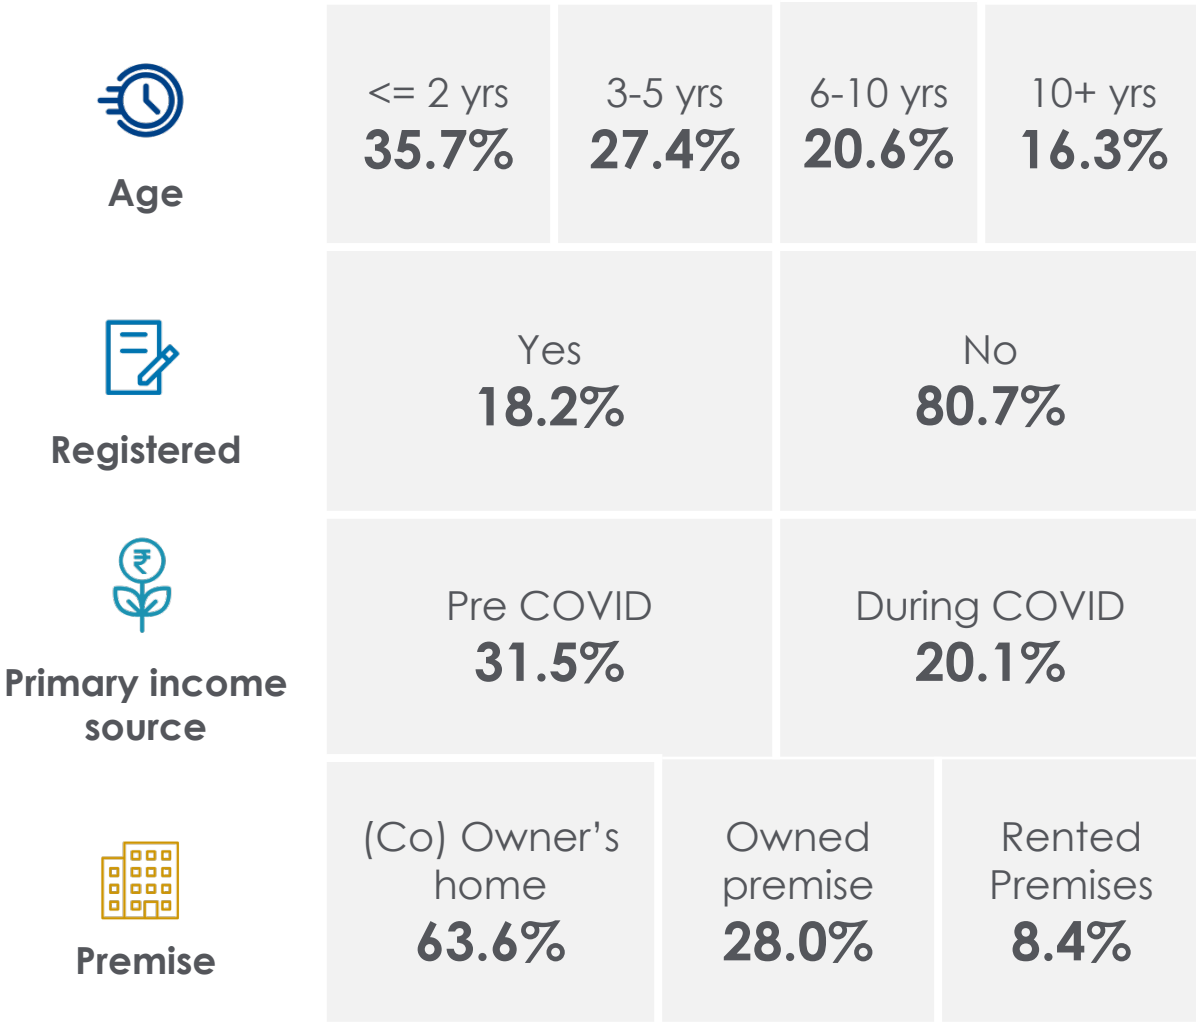 Age
<= 2 yrs
35.7%
3-5 yrs
27.4%
6-10 yrs
20.6%
10+ yrs
16.3%
Registered
Yes
18.2%
No
80.7%
₹
Primary income
source
Pre COVID
31.5%
During COVID
20.1%
Premise
(Co) Owner’s
home
63.6%
Owned
premise
28.0%
Rented
Premises
8.4%